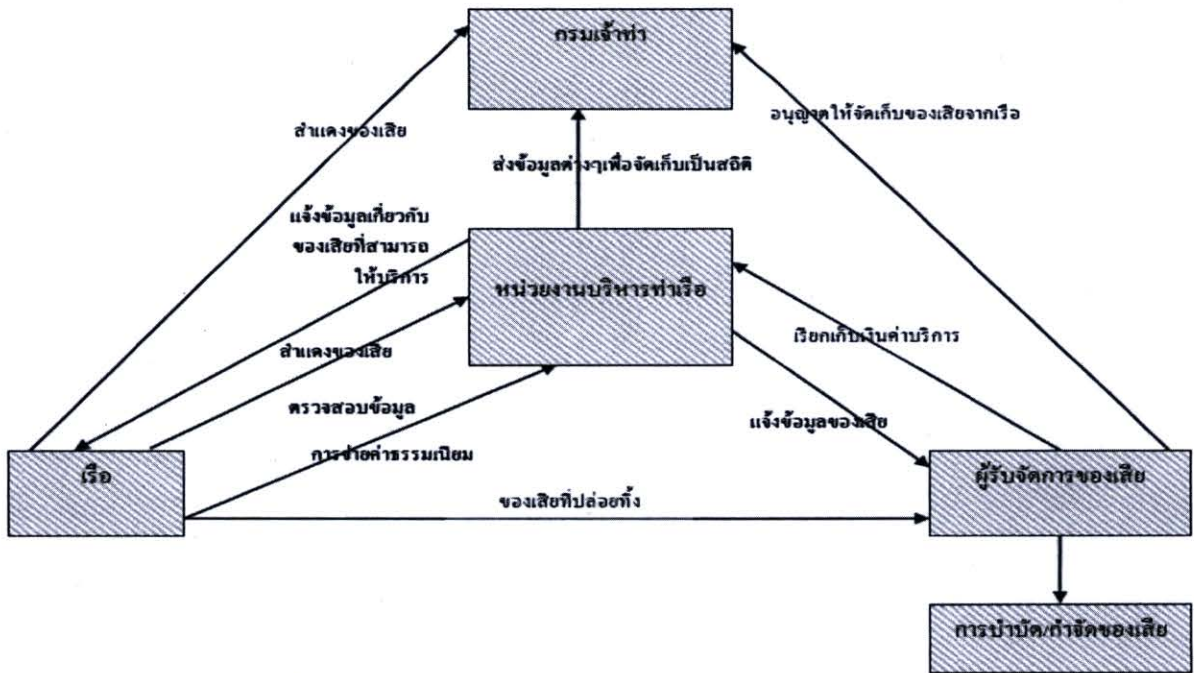 กรมเจ้าท่า
สำแดงของเสีย
อนุญาตให้จัดเก็บของเสียจากเรือ
ส่งข้อมูลต่างๆเพื่อจัดเก็บเป็นสถิติ
แจ้งข้อมูลเกี่ยวกับ
ของเสียที่สามารถ
ให้บริการ
หน่วยงานบริหารท่าเรือ
สำแดงของเสีย
เรียกเก็บเงินค่าบริการ
ตรวจสอบข้อมูล
แจ้งข้อมูลของเสีย
การจ่ายค่าธรรมเนียม
เรือ
ผู้รับจัดการของเสีย
ของเสียที่ปล่อยทิ้ง
การบำบัด/กำจัดของเสีย